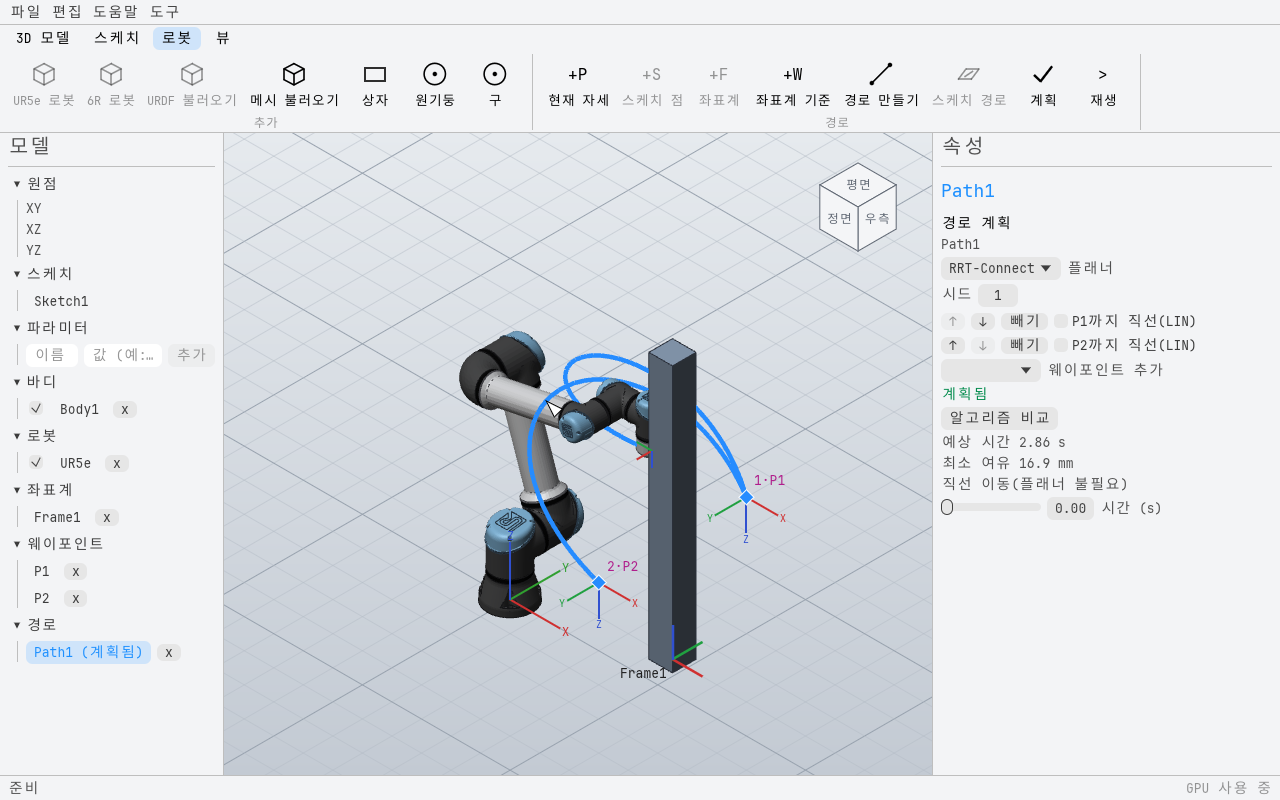 파일 편집 도움말 도구
3D 모델 스케치 로봇 뷰
UR5e 로봇 6R 로봇 URDF 불러오기 메시 불러오기 상자 원기둥 구
추가
+P +S +F +W >
현재 자세 스케치 점 좌표계 좌표계 기준 경로 만들기 스케치 경로 계획 재생
경로
모델
원점
XY
XZ
YZ
스케치
Sketch1
파라미터
이름 값 (예:… 추가
바디
Body1 x
로봇
UR5e x
좌표계
Frame1 x
웨이포인트
P1 x
P2 x
경로
Path1 (계획됨) x
평면
정면 우측
1·P1
Y X
Z
2·P2
Y
Y X
Z
X
Frame1
속성
Path1
경로 계획
Path1
RRT-Connect 플래너
시드 1
↑ ↓ 빼기 P1까지 직선(LIN)
↑ ↓ 빼기 P2까지 직선(LIN)
웨이포인트 추가
계획됨
알고리즘 비교
예상 시간 2.86 s
최소 여유 16.9 mm
직선 이동(플래너 불필요)
0.00 시간 (s)
준비
GPU 사용 중